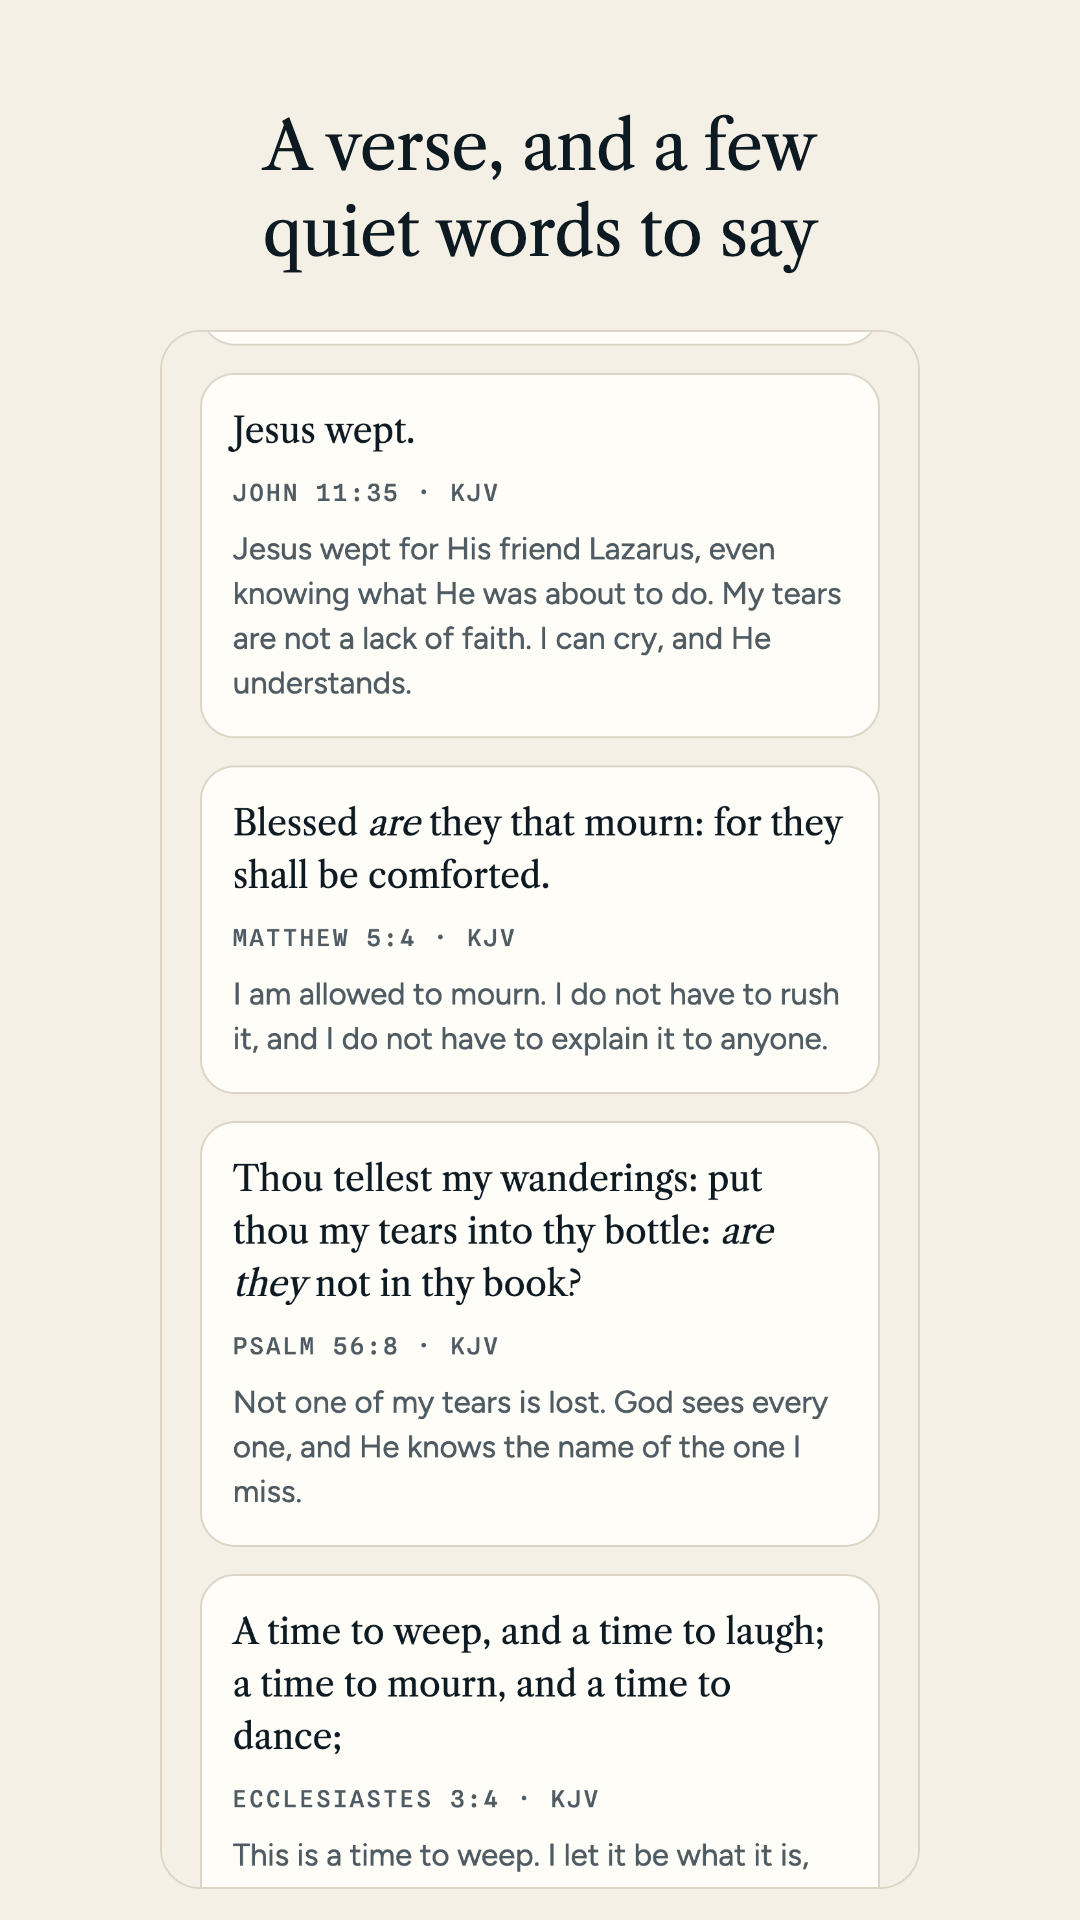 A verse, and a few
quiet words to say
Jesus wept.
JOHN 11:35 · KJV
Jesus wept for His friend Lazarus, even
knowing what He was about to do. My tears
are not a lack of faith. I can cry, and He
understands.
Blessed are they that mourn: for they
shall be comforted.
MATTHEW 5:4 · KJV
I am allowed to mourn. I do not have to rush
it, and I do not have to explain it to anyone.
Thou tellest my wanderings: put
thou my tears into thy bottle: are
they not in thy book?
PSALM 56:8 · KJV
Not one of my tears is lost. God sees every
one, and He knows the name of the one I
miss.
A time to weep, and a time to laugh;
a time to mourn, and a time to
dance;
ECCLESIASTES 3:4 · KJV
This is a time to weep. I let it be what it is,